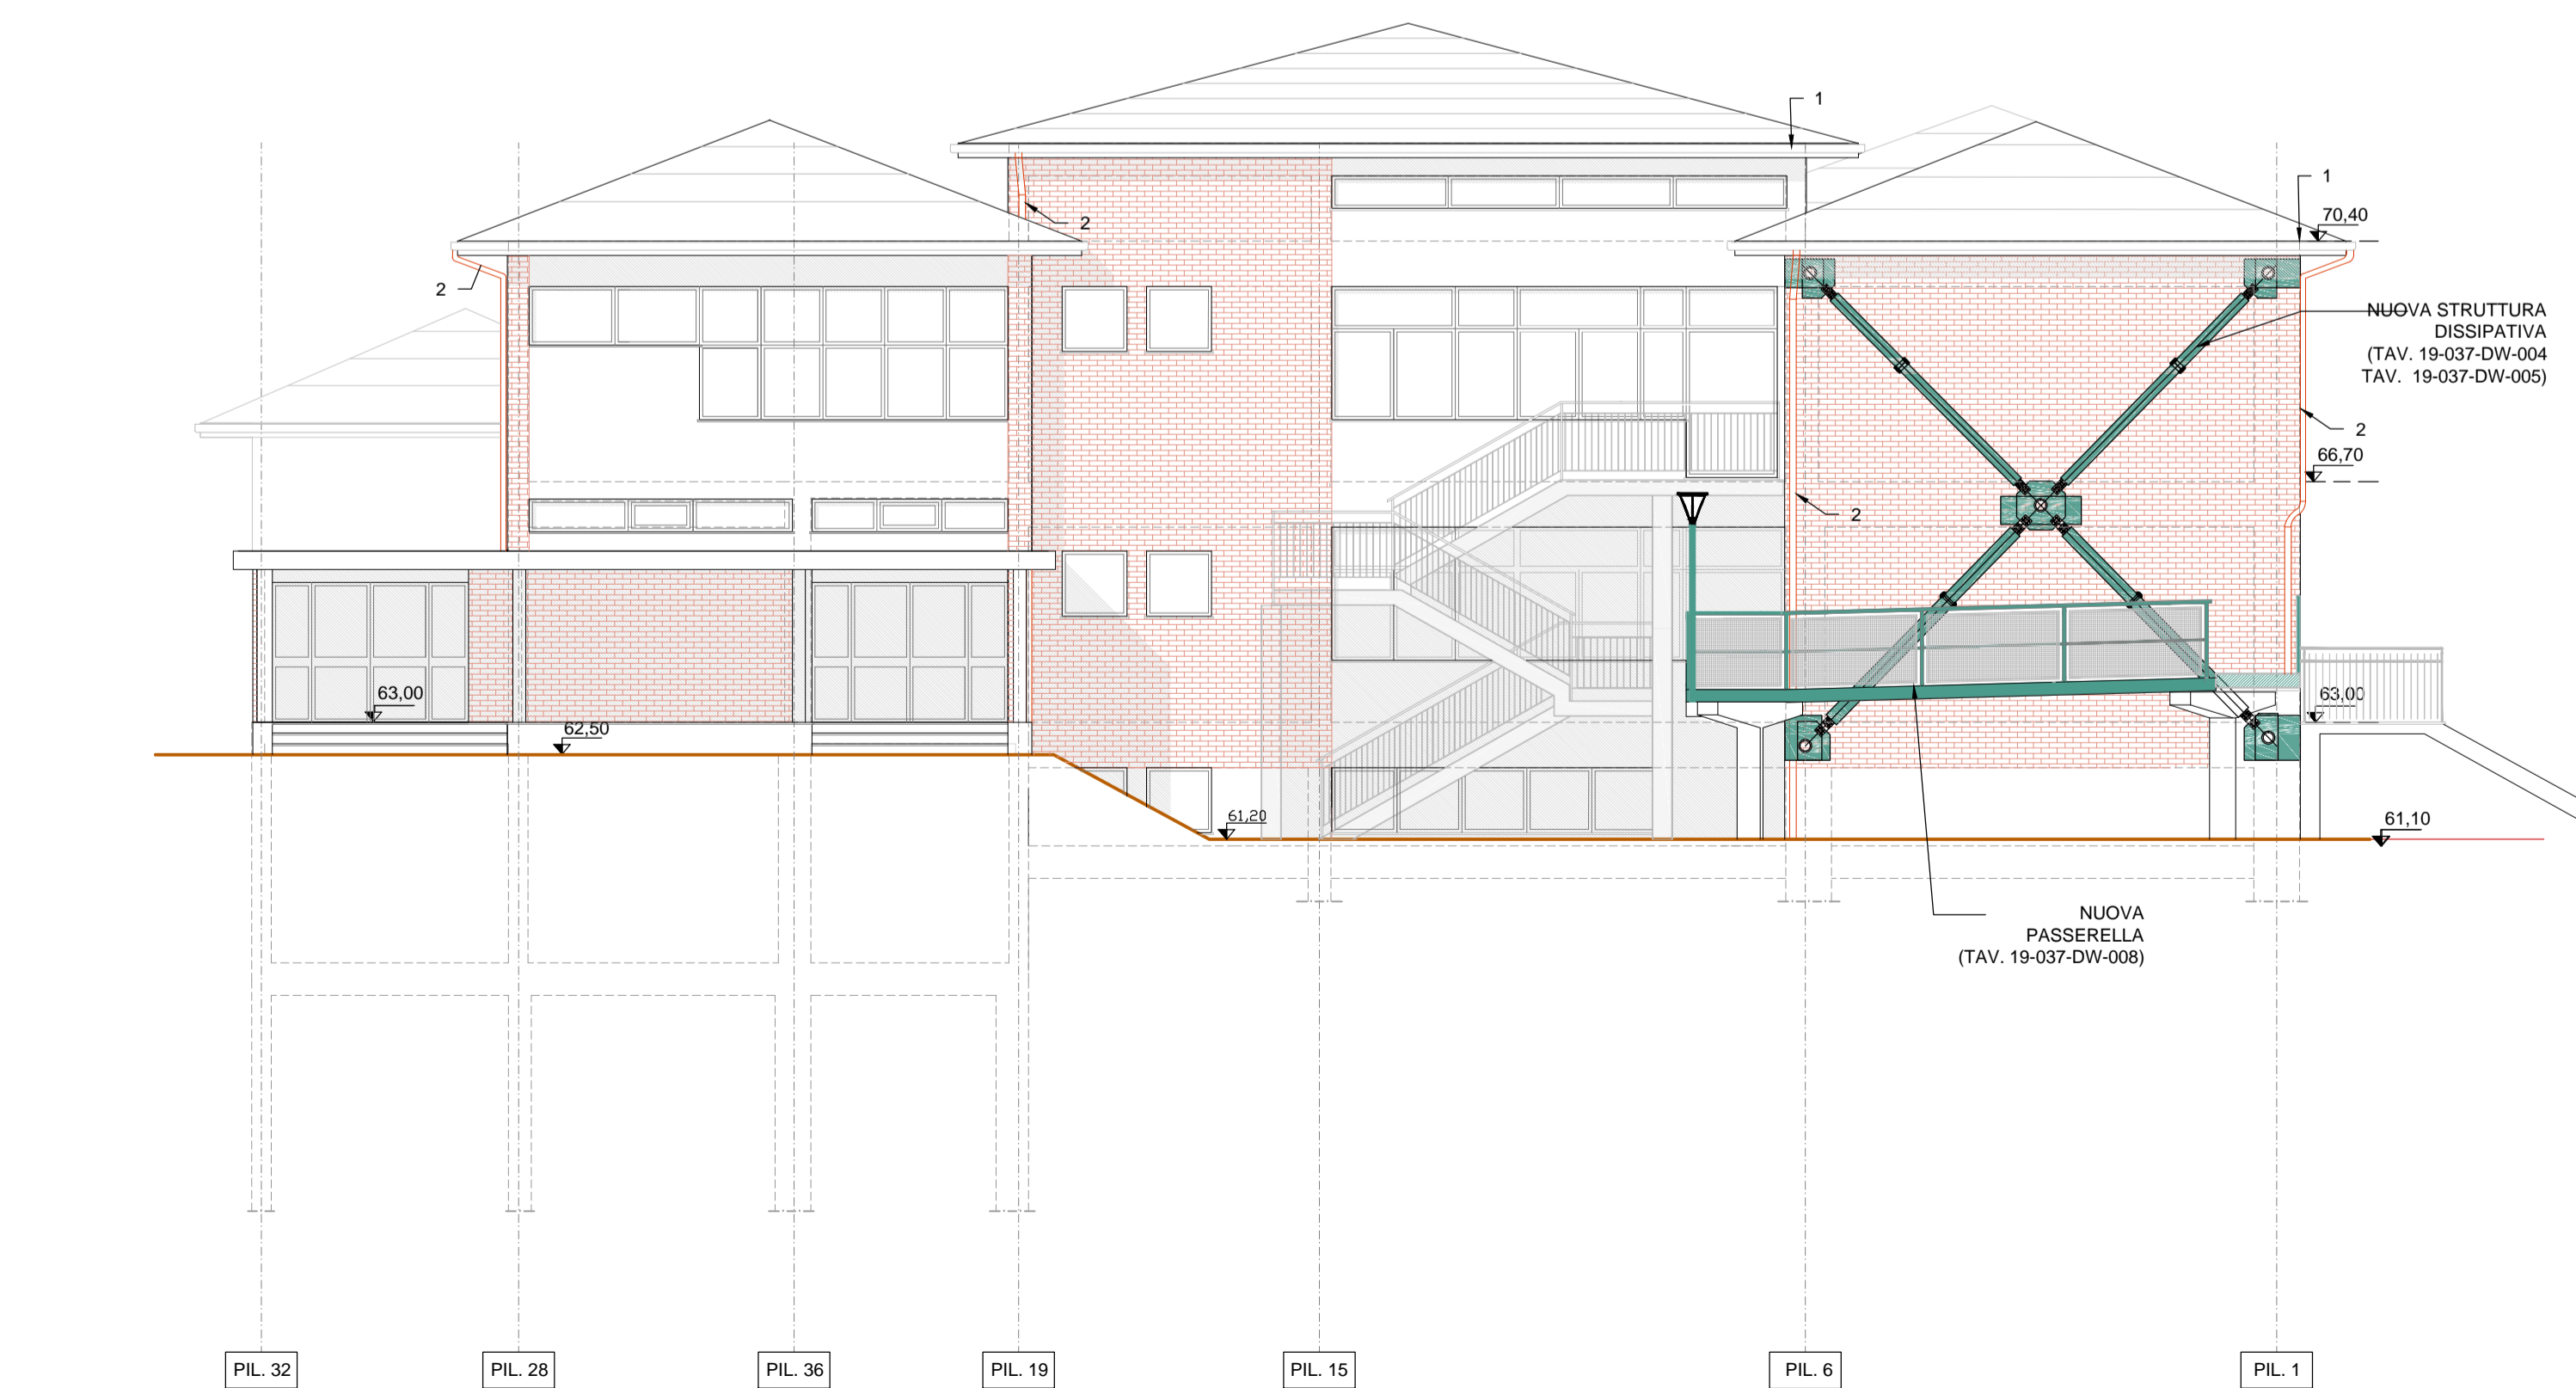 1
1
70,40
2
2
NUOVA STRUTTURA
DISSIPATIVA
(TAV. 19-037-DW-004
TAV. 19-037-DW-005)
2
66,70
2
63,00
63,00
62,50
61,20
61,10
NUOVA
PASSERELLA
(TAV. 19-037-DW-008)
PIL. 32
PIL. 28
PIL. 36
PIL. 19
PIL. 15
PIL. 6
PIL. 1